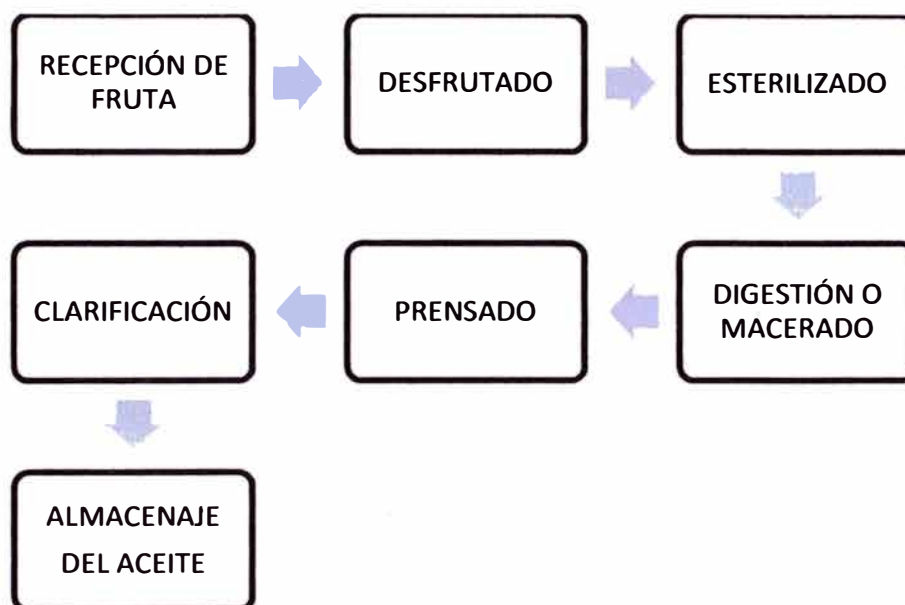 RECEPCIÓN DE
FRUTA
DESFRUTADO
ESTERILIZADO
DIGESTIÓN O
MACERADO
PRENSADO
CLARIFICACIÓN
ALMACENAJE
DEL ACEITE